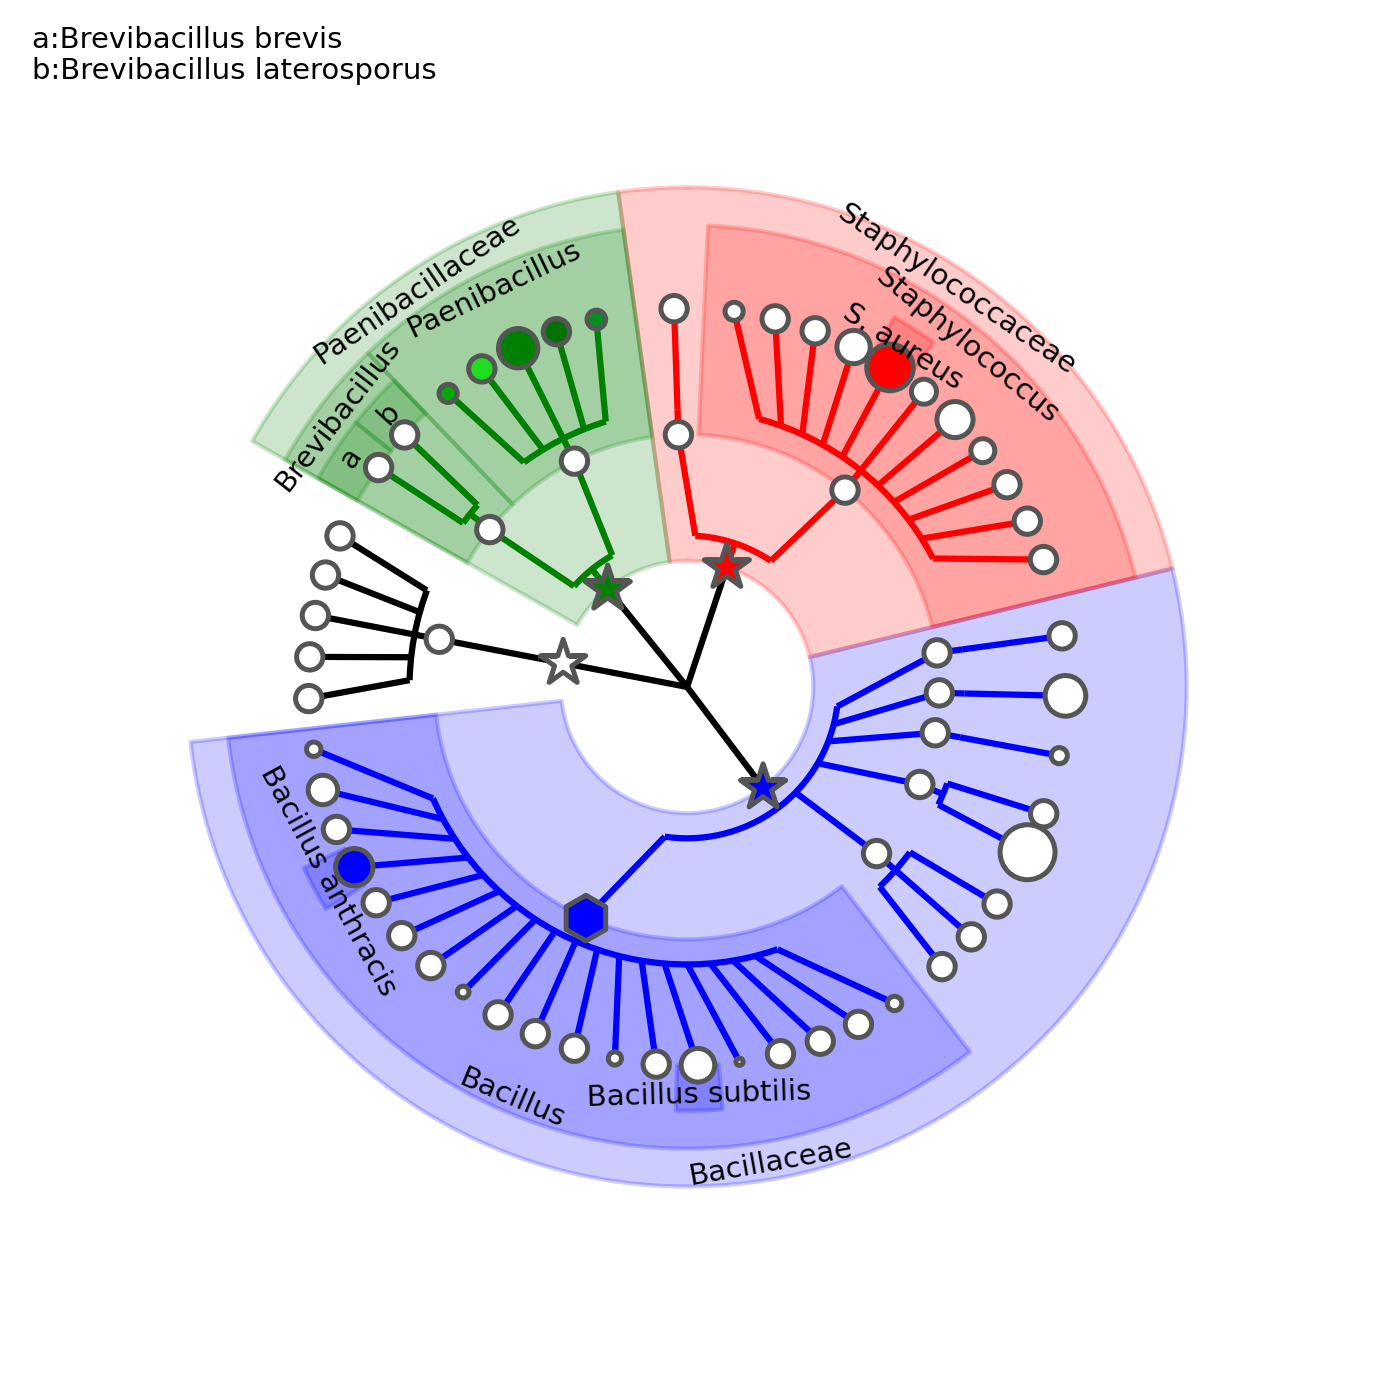 a:Brevibacillus brevis
b:Brevibacillus laterosporus
Paenibacillaceae
Paenibacillus
Brevibacillus
b
a
Staphylococcaceae
Staphylococcus
S. aureus
Bacillus anthracis
Bacillus
Bacillus subtilis
Bacillaceae